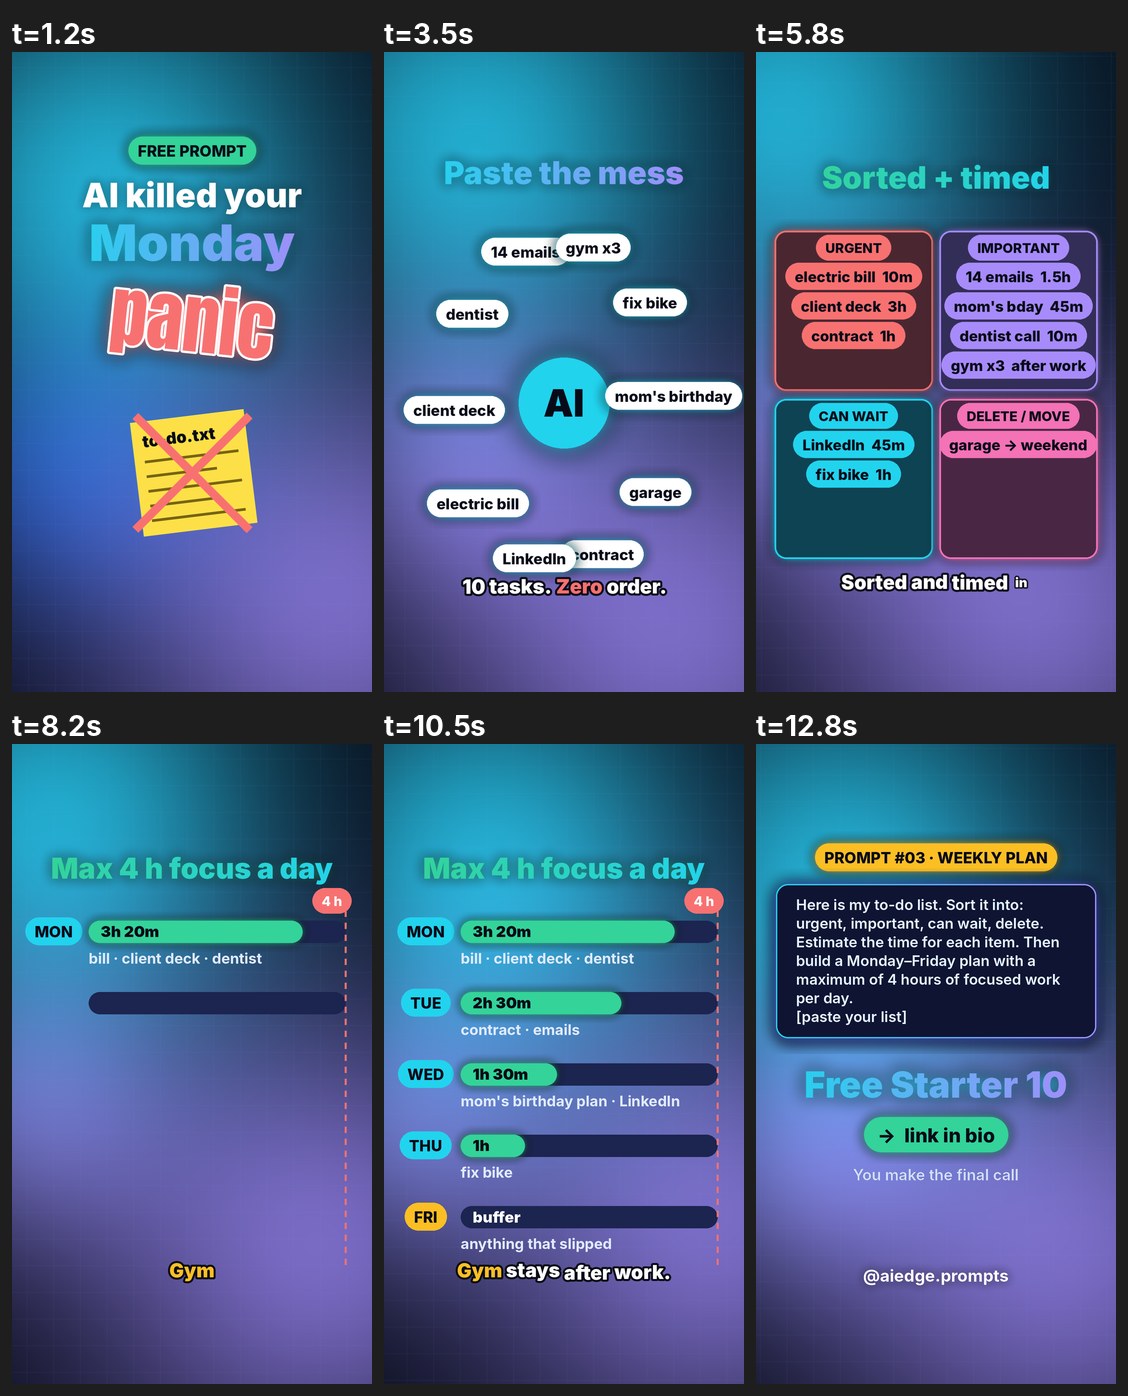 t=1.2s
FREE PROMPT
AI killed your
Monday
panic
to-do.txt
t=3.5s
Paste the mess
14 emails
gym x3
dentist
fix bike
client deck
AI
mom's birthday
electric bill
garage
LinkedIn
contract
10 tasks. Zero order.
t=5.8s
Sorted + timed
URGENT
electric bill 10m
client deck 3h
contract 1h
IMPORTANT
14 emails 1.5h
mom's bday 45m
dentist call 10m
gym x3 after work
CAN WAIT
LinkedIn 45m
fix bike 1h
DELETE / MOVE
garage → weekend
Sorted and timed in
t=8.2s
Max 4 h focus a day
4 h
MON 3h 20m
bill · client deck · dentist
Gym
t=10.5s
Max 4 h focus a day
4 h
MON 3h 20m
bill · client deck · dentist
TUE 2h 30m
contract · emails
WED 1h 30m
mom's birthday plan · LinkedIn
THU 1h
fix bike
FRI buffer
anything that slipped
Gym stays after work.
t=12.8s
PROMPT #03 · WEEKLY PLAN
Here is my to-do list. Sort it into:
urgent, important, can wait, delete.
Estimate the time for each item. Then
build a Monday–Friday plan with a
maximum of 4 hours of focused work
per day.
[paste your list]
Free Starter 10
→ link in bio
You make the final call
@aiedge.prompts